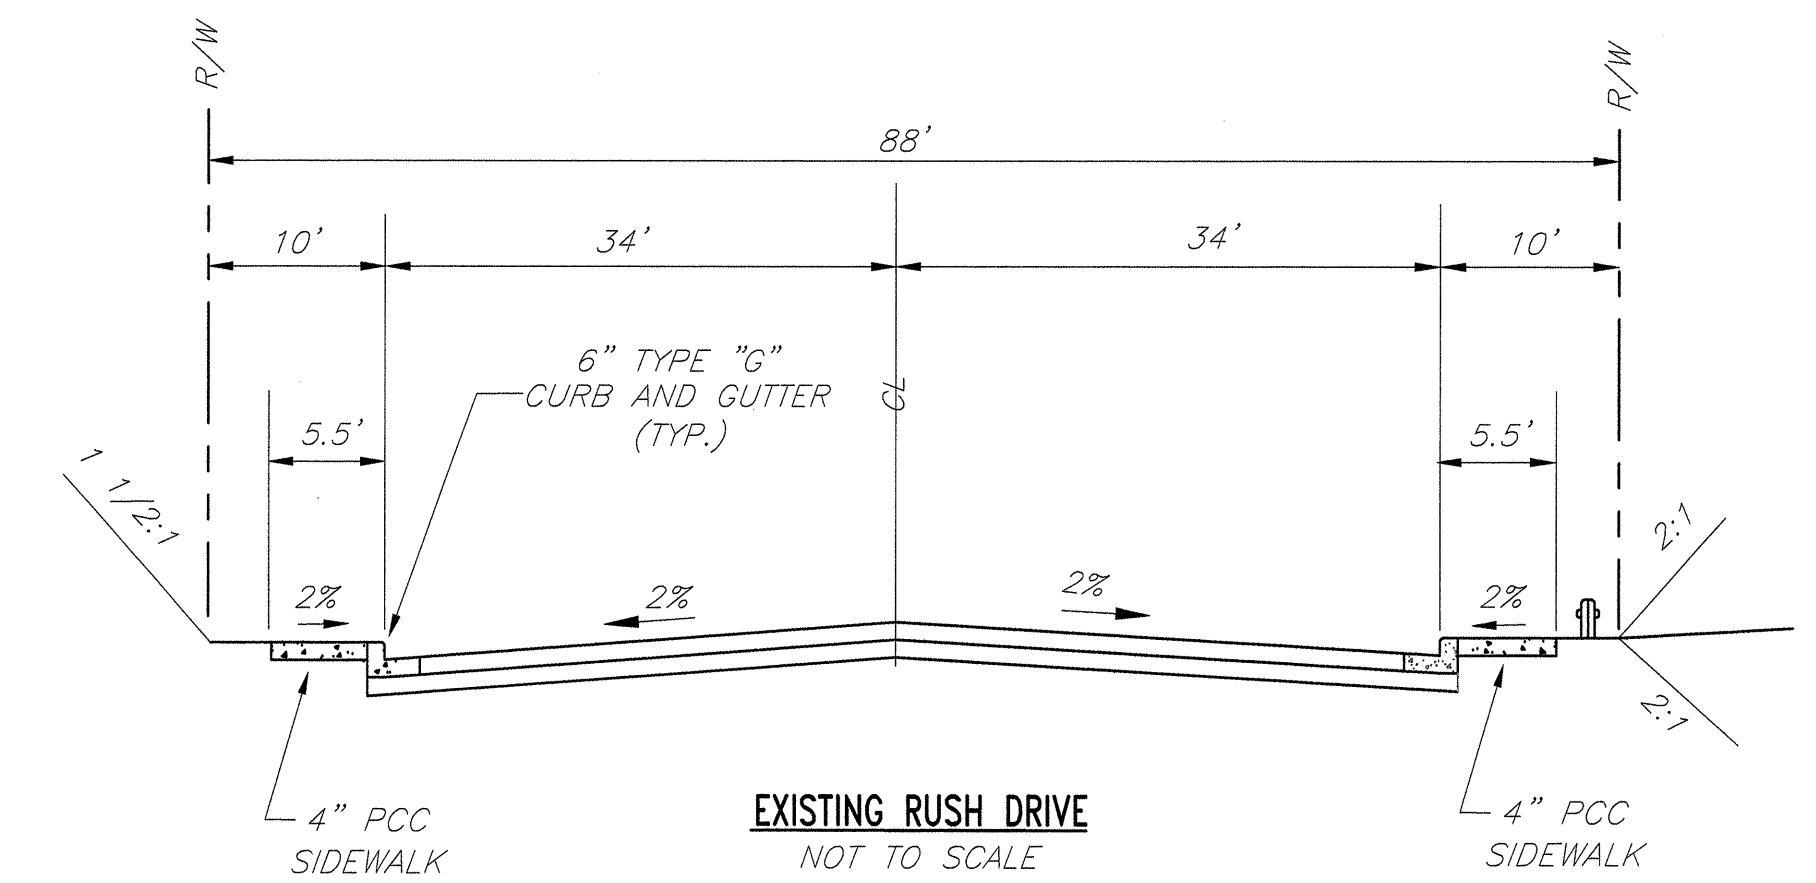 R/W
R/W
88'
10'
34'
34'
10'
6" TYPE "G"
CURB AND GUTTER
(TYP.)
CL
5.5'
5.5'
1 1/2:1
2:1
2%
2%
2%
2%
2:1
4" PCC
SIDEWALK
EXISTING RUSH DRIVE
NOT TO SCALE
4" PCC
SIDEWALK